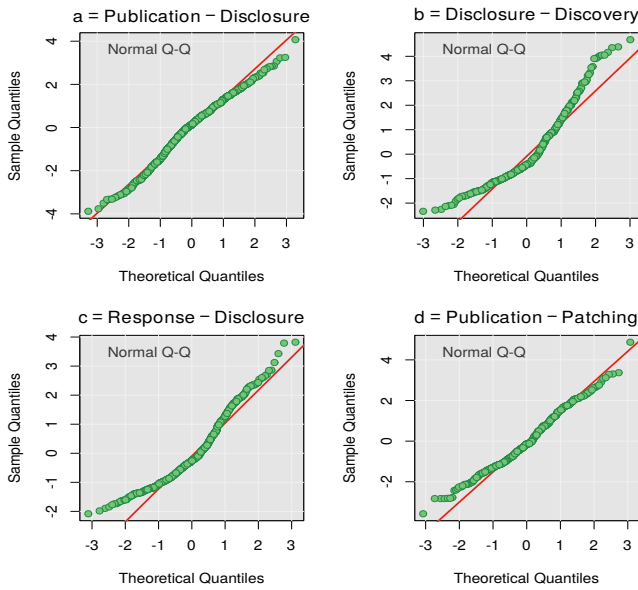 a = Publication – Disclosure
Normal Q-Q
Sample Quantiles
4
2
0
-2
-4
-3 -2 -1 0 1 2 3
Theoretical Quantiles
b = Disclosure – Discovery
Normal Q-Q
Sample Quantiles
4
3
2
1
0
-1
-2
-3 -2 -1 0 1 2 3
Theoretical Quantiles
c = Response – Disclosure
Normal Q-Q
Sample Quantiles
4
3
2
1
0
-1
-2
-3 -2 -1 0 1 2 3
Theoretical Quantiles
d = Publication – Patching
Normal Q-Q
Sample Quantiles
4
2
0
-2
-3 -2 -1 0 1 2 3
Theoretical Quantiles